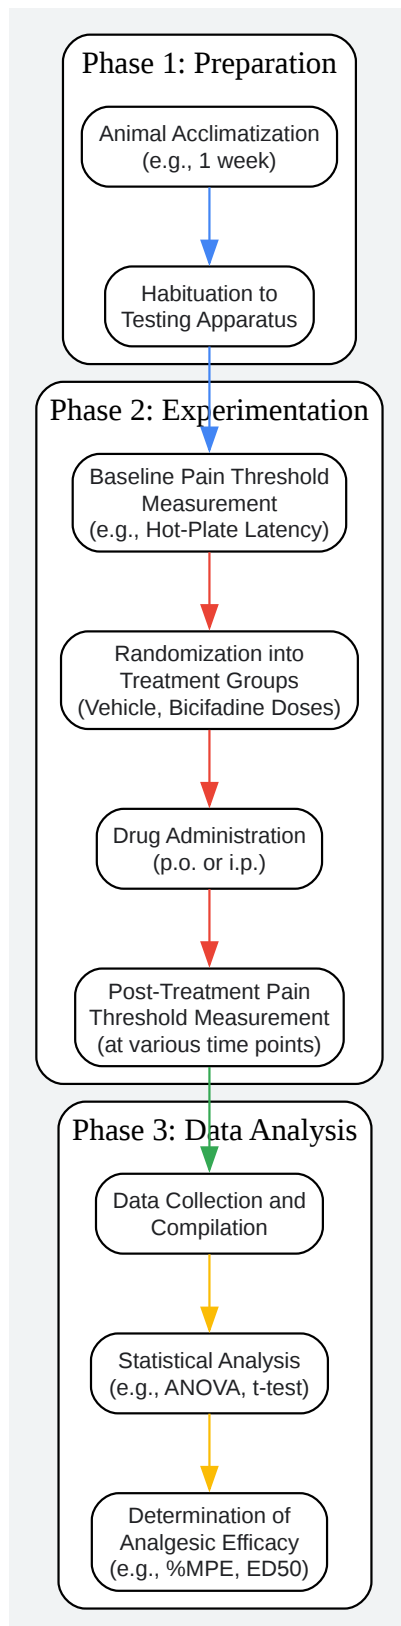 Phase 1: Preparation
Animal Acclimatization
(e.g., 1 week)
Habituation to
Testing Apparatus
Phase 2: Experimentation
Baseline Pain Threshold
Measurement
(e.g., Hot-Plate Latency)
Randomization into
Treatment Groups
(Vehicle, Bicifadine Doses)
Drug Administration
(p.o. or i.p.)
Post-Treatment Pain
Threshold Measurement
(at various time points)
Phase 3: Data Analysis
Data Collection and
Compilation
Statistical Analysis
(e.g., ANOVA, t-test)
Determination of
Analgesic Efficacy
(e.g., %MPE, ED50)